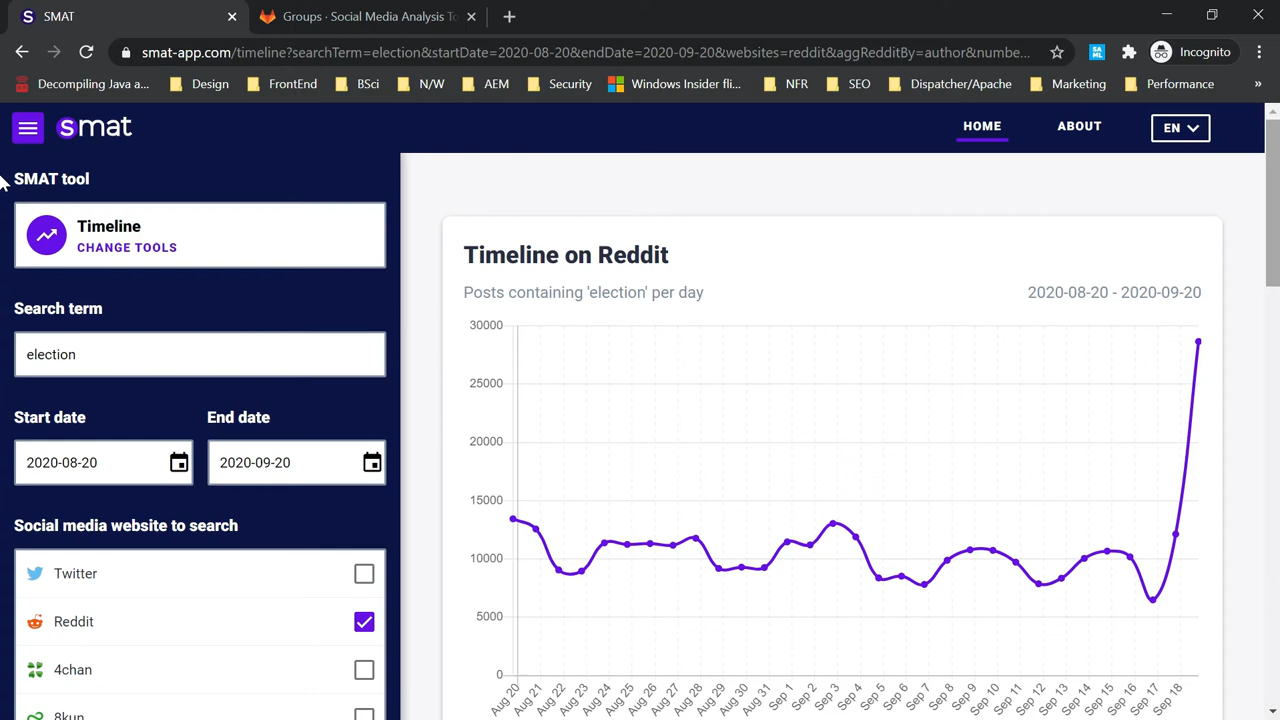 SMAT
Groups · Social Media Analysis To
smat-app.com/timeline?searchTerm=election&startDate=2020-08-20&endDate=2020-09-20&websites=reddit&aggRedditBy=author&numbe...
Incognito
Decompiling Java a...
Design
FrontEnd
BSci
N/W
AEM
Security
Windows Insider fli...
NFR
SEO
Dispatcher/Apache
Marketing
Performance
»
smat
HOME
ABOUT
EN
SMAT tool
Timeline
CHANGE TOOLS
Search term
election
Start date
End date
2020-08-20
2020-09-20
Social media website to search
Twitter
Reddit
4chan
8kun
Timeline on Reddit
Posts containing 'election' per day
2020-08-20 - 2020-09-20
30000
25000
20000
15000
10000
5000
0
Aug 20
Aug 21
Aug 22
Aug 23
Aug 24
Aug 25
Aug 26
Aug 27
Aug 28
Aug 29
Aug 30
Aug 31
Sep 1
Sep 2
Sep 3
Sep 4
Sep 5
Sep 6
Sep 7
Sep 8
Sep 9
Sep 10
Sep 11
Sep 12
Sep 13
Sep 14
Sep 15
Sep 16
Sep 17
Sep 18